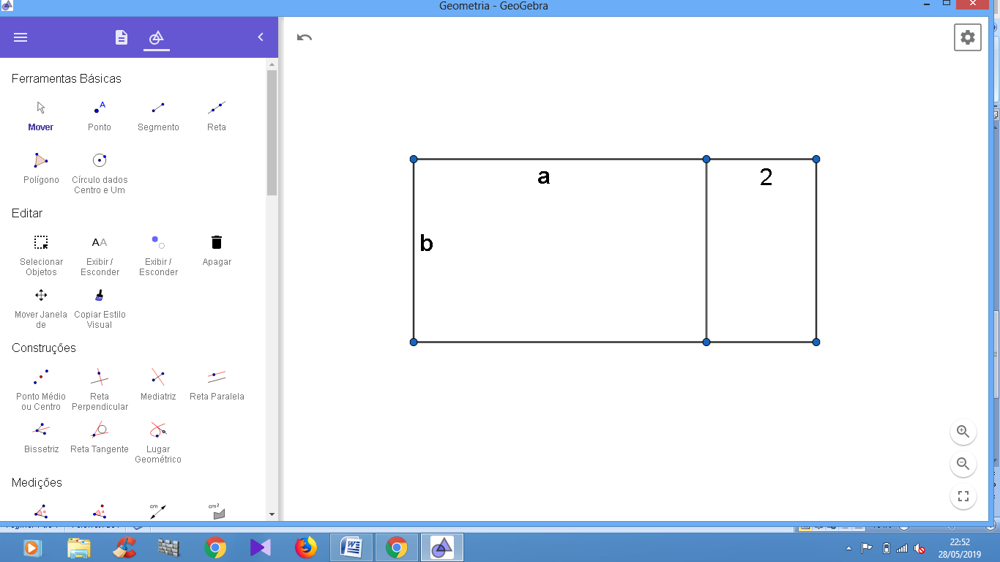 Geometria - GeoGebra
Ferramentas Básicas
Mover
Ponto
Segmento
Reta
Polígono
Círculo dados
Centro e Um
Editar
Selecionar
Objetos
Exibir /
Esconder
Exibir /
Esconder
Apagar
Mover Janela
de
Copiar Estilo
Visual
Construções
Ponto Médio
ou Centro
Reta
Perpendicular
Mediatriz
Reta Paralela
Bissetriz
Reta Tangente
Lugar
Geométrico
Medições
cm
cm²
A
AA
a
2
b
22:52
28/05/2019